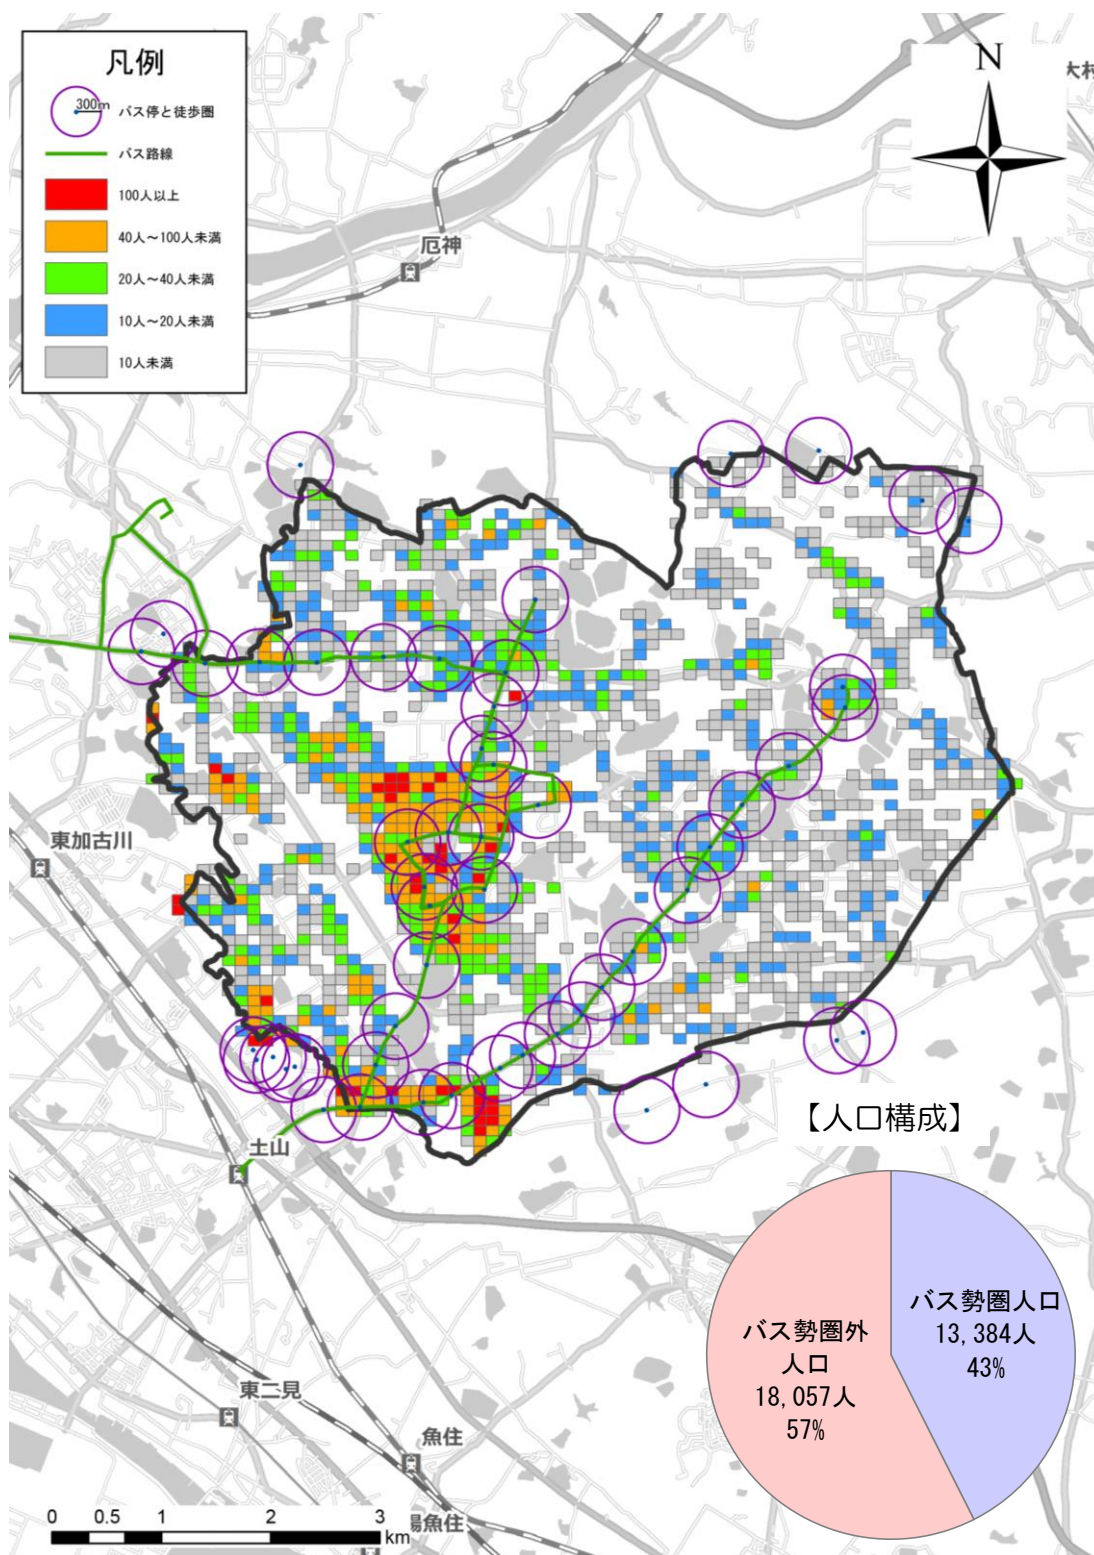 凡例
300m
バス停と徒歩圏
バス路線
100人以上
40人～100人未満
20人～40人未満
10人～20人未満
10人未満
N
大村
厄神
東加古川
土山
【人口構成】
バス勢圏人口
13,384人
43%
バス勢圏外
人口
18,057人
57%
東二見
魚住
魚住
0 0.5 1 2 3
km